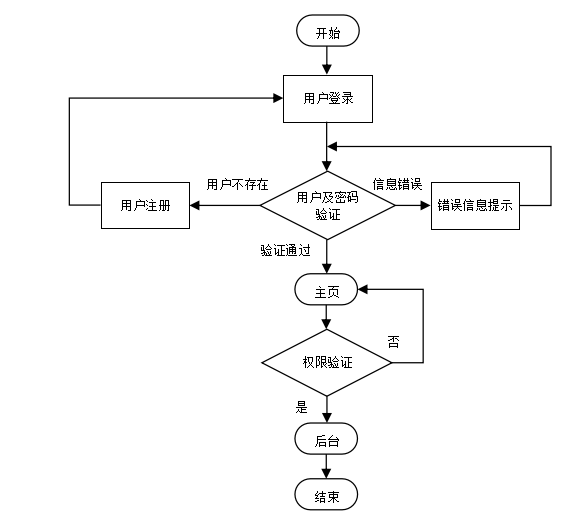 开始
用户登录
用户不存在
信息错误
用户注册
用户及密码
验证
错误信息提示
验证通过
主页
否
权限验证
是
后台
结束